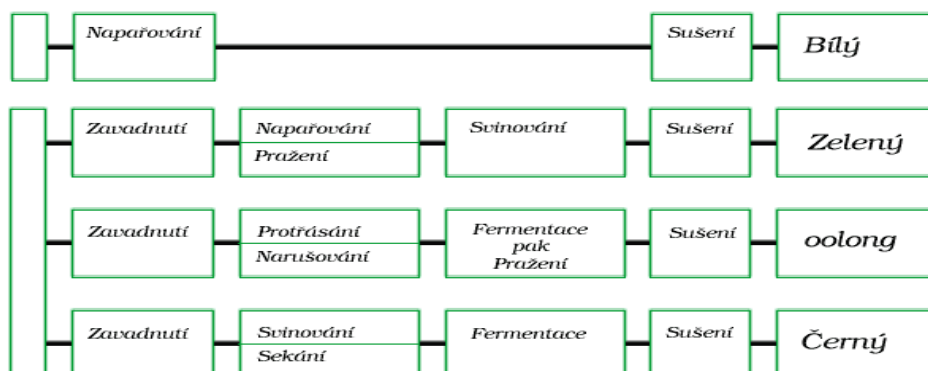 Napařování
Sušení
Bílý
Zavadnutí
Napařování
Pražení
Svinování
Sušení
Zelený
Zavadnutí
Protřásání
Narušování
Fermentace
pak
Pražení
Sušení
oolong
Zavadnutí
Svinování
Sekání
Fermentace
Sušení
Černý